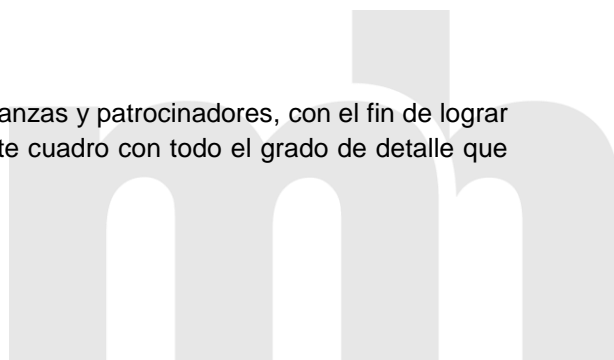 anzas y patrocinadores, con el fin de lograr
te cuadro con todo el grado de detalle que